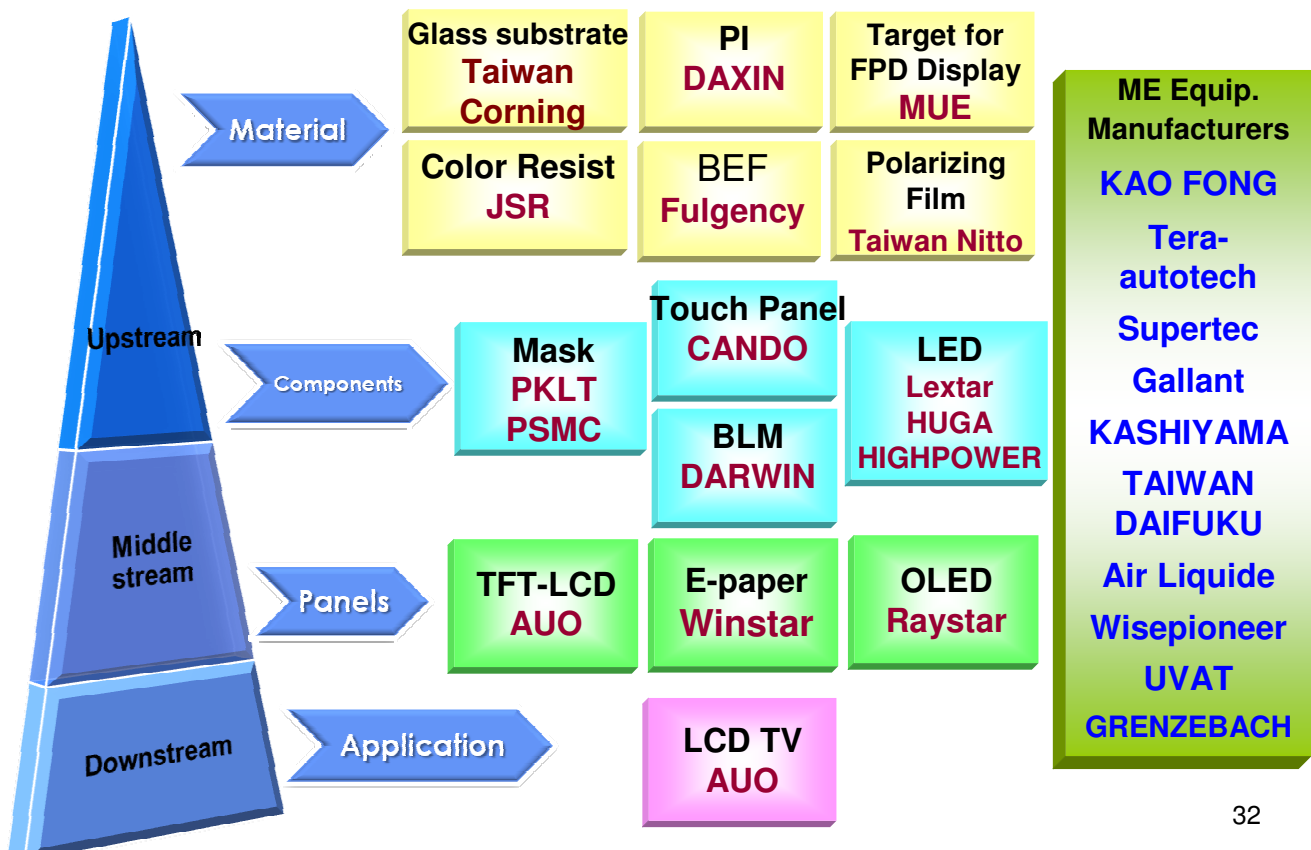 Upstream
Middle
stream
Downstream
Material
Glass substrate
Taiwan
Corning
PI
DAXIN
Target for
FPD Display
MUE
Color Resist
JSR
BEF
Fulgency
Polarizing
Film
Taiwan Nitto
Components
Mask
PKLT
PSMC
Touch Panel
CANDO
BLM
DARWIN
LED
Lextar
HUGA
HIGHPOWER
Panels
TFT-LCD
AUO
E-paper
Winstar
OLED
Raystar
Application
LCD TV
AUO
ME Equip.
Manufacturers
KAO FONG
Tera-
autotech
Supertec
Gallant
KASHIYAMA
TAIWAN
DAIFUKU
Air Liquide
Wisepioneer
UVAT
GRENZEBACH
32